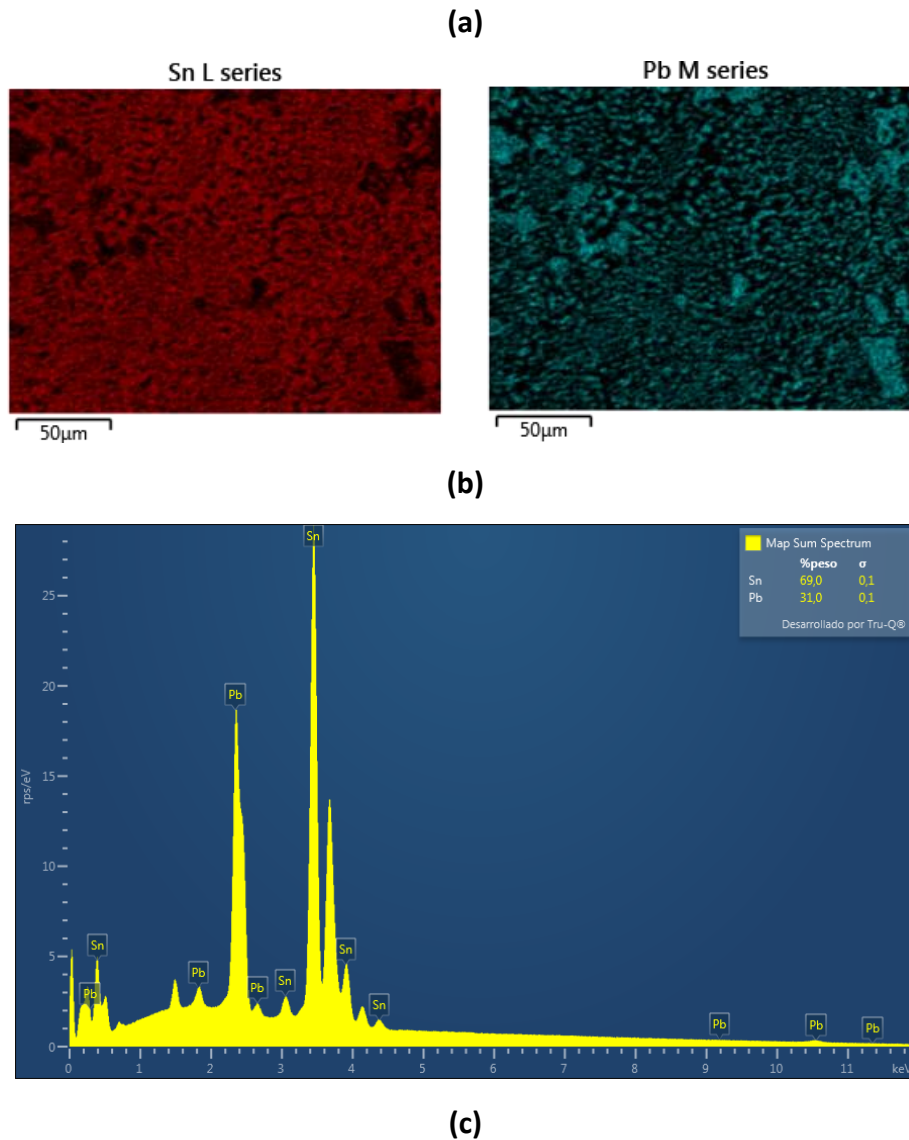 (a)
Sn L series
Pb M series
50µm
50µm
(b)
Map Sum Spectrum
%peso σ
Sn 69,0 0,1
Pb 31,0 0,1
Desarrollado por Tru-Q®
Sn
Pb
Sn
Pb
Pb
Pb
Sn
Sn
Sn
Pb
Pb
Pb
rps/eV
25
20
15
10
5
0
0 1 2 3 4 5 6 7 8 9 10 11 keV
(c)